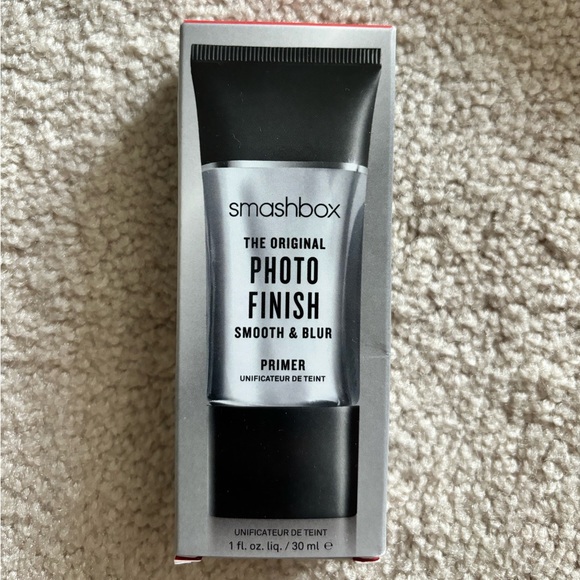 smashbox
THE ORIGINAL
PHOTO
FINISH
SMOOTH & BLUR
PRIMER
UNIFICATEUR DE TEINT
UNIFICATEUR DE TEINT
1 fl. oz. liq. / 30 ml ℮